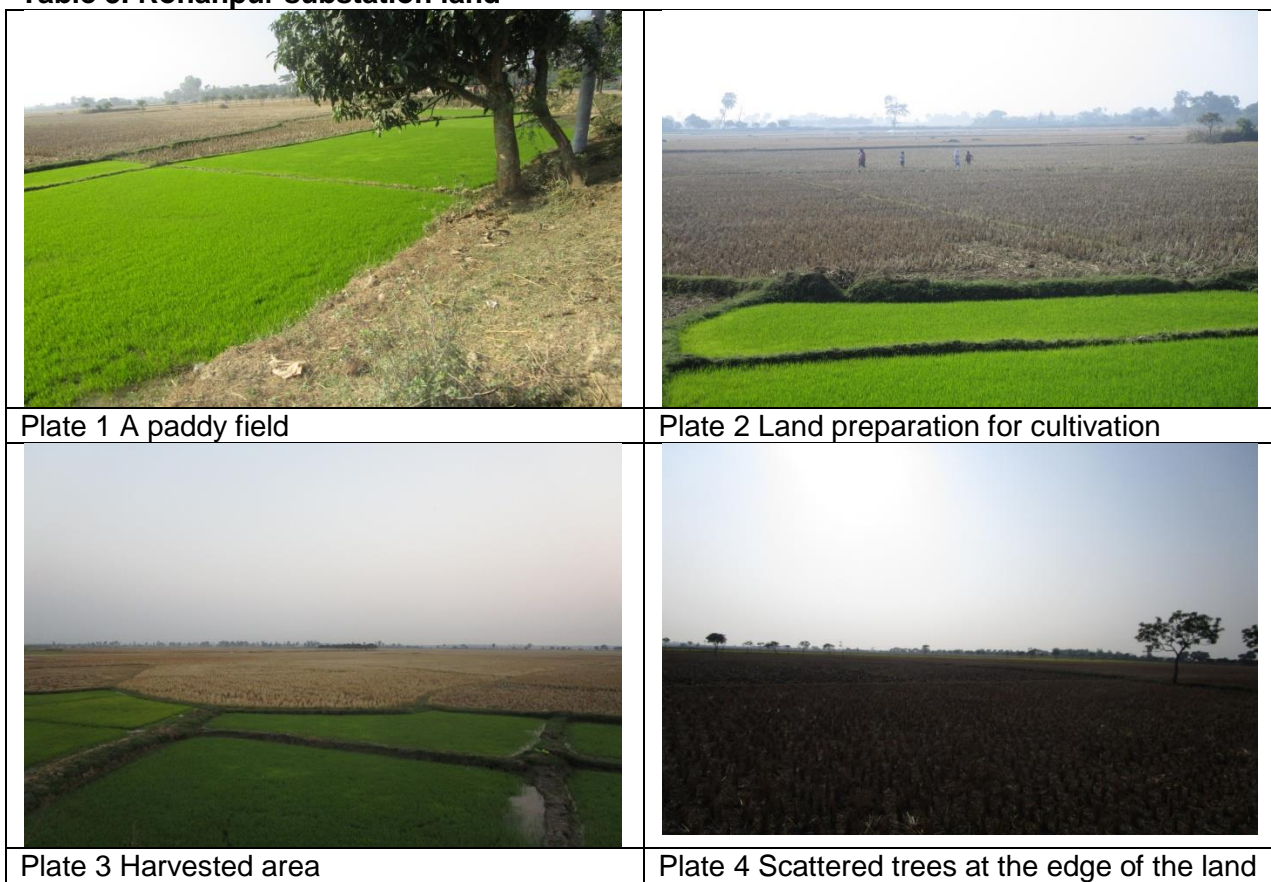 Plate 1 A paddy field
Plate 2 Land preparation for cultivation
Plate 3 Harvested area
Plate 4 Scattered trees at the edge of the land